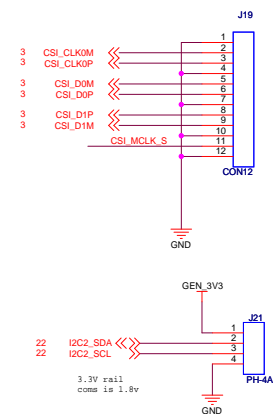 J19
1
3 CSI_CLK0M 2
3 CSI_CLK0P 3
4
3 CSI_D0M 5
3 CSI_D0P 6
7
3 CSI_D1P 8
3 CSI_D1M 9
10
CSI_MCLK_S 11
12
CON12
GND
GEN_3V3
J21
1
22 I2C2_SDA 2
22 I2C2_SCL 3
4
3.3V rail
coms is 1.8v
PH-4A
GND